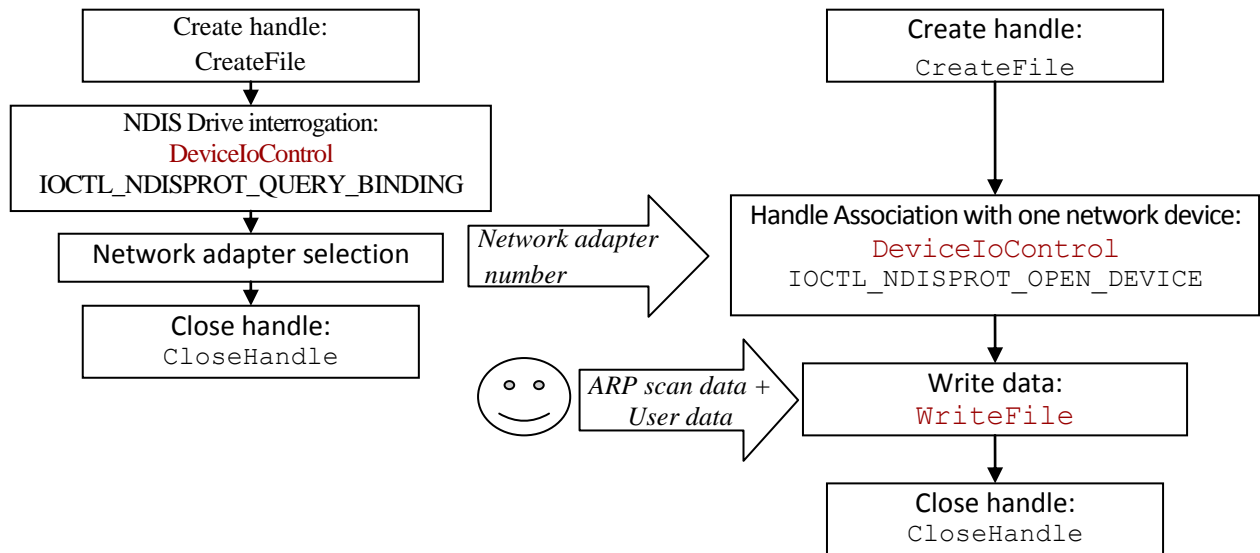 Create handle:
CreateFile
NDIS Drive interrogation:
DeviceIoControl
IOCTL_NDISPROT_QUERY_BINDING
Network adapter selection
Close handle:
CloseHandle
Network adapter
number
ARP scan data +
User data
Create handle:
CreateFile
Handle Association with one network device:
DeviceIoControl
IOCTL_NDISPROT_OPEN_DEVICE
Write data:
WriteFile
Close handle:
CloseHandle